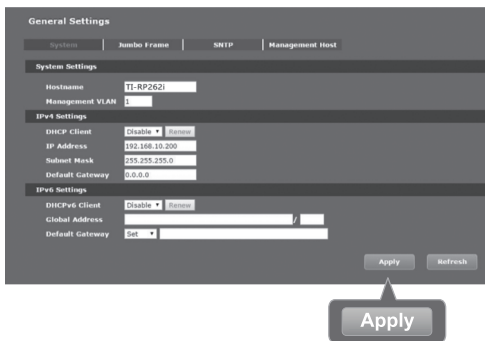 General Settings
System Jumbo Frame SNTP Management Host
System Settings
Hostname TI-RP262i
Management VLAN 1
IPv4 Settings
DHCP Client Disable Renew
IP Address 192.168.10.200
Subnet Mask 255.255.255.0
Default Gateway 0.0.0.0
IPv6 Settings
DHCPv6 Client Disable Renew
Global Address /
Default Gateway Set
Apply Refresh
Apply